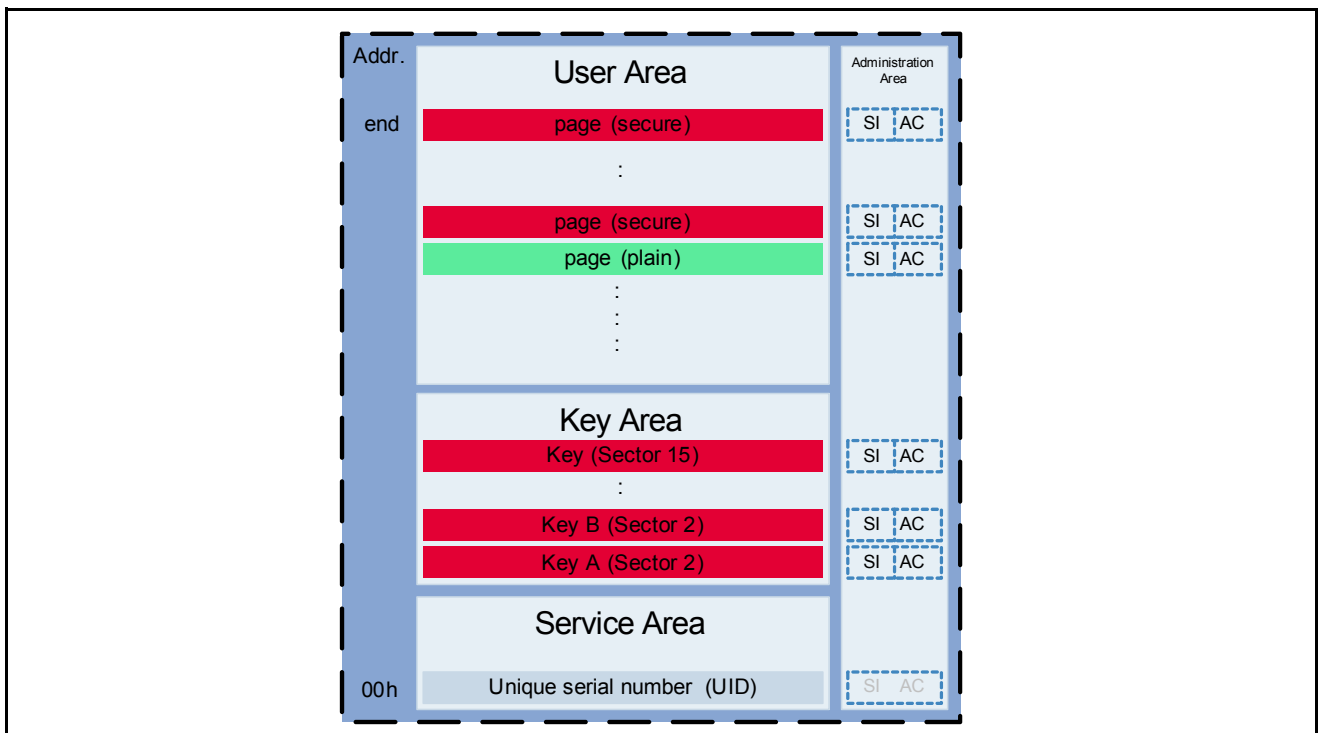 Addr.
User Area
Administration
Area
end
page (secure)
SI AC
:
page (secure)
SI AC
page (plain)
SI AC
:
:
:
Key Area
Key (Sector 15)
SI AC
:
Key B (Sector 2)
SI AC
Key A (Sector 2)
SI AC
Service Area
00h
Unique serial number (UID)
SI AC